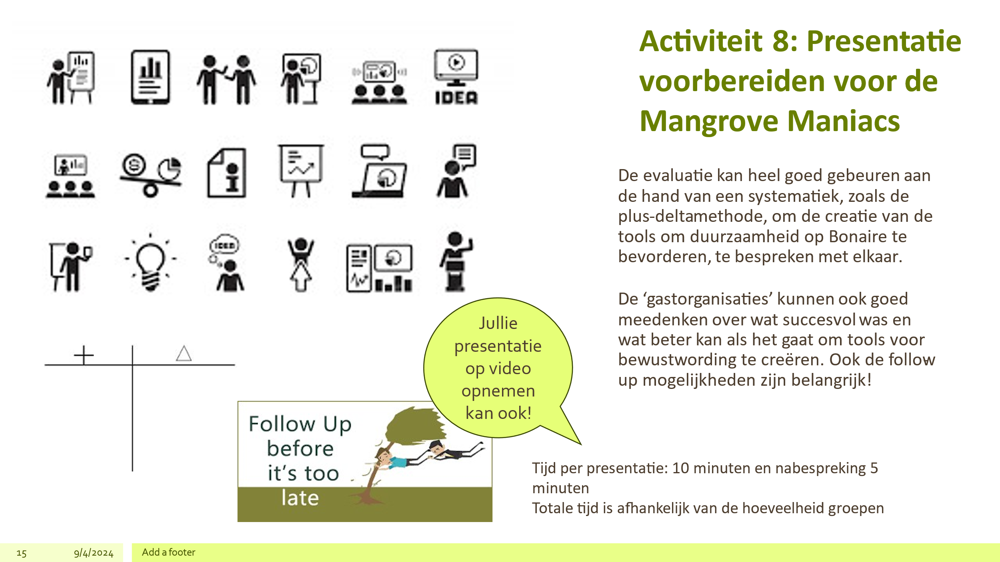 Activiteit 8: Presentatie
voorbereiden voor de
Mangrove Maniacs
IDEA
IDEA
De evaluatie kan heel goed gebeuren aan
de hand van een systematiek, zoals de
plus-deltamethode, om de creatie van de
tools om duurzaamheid op Bonaire te
bevorderen, te bespreken met elkaar.
De ‘gastorganisaties’ kunnen ook goed
meedenken over wat succesvol was en
wat beter kan als het gaat om tools voor
bewustwording te creëren. Ook de follow-
up mogelijkheden zijn belangrijk!
Jullie
presentatie
op video
opnemen
kan ook!
Follow Up
before
it’s too
late
Tijd per presentatie: 10 minuten en nabespreking 5
minuten
Totale tijd is afhankelijk van de hoeveelheid groepen
15 9/4/2024 Add a footer